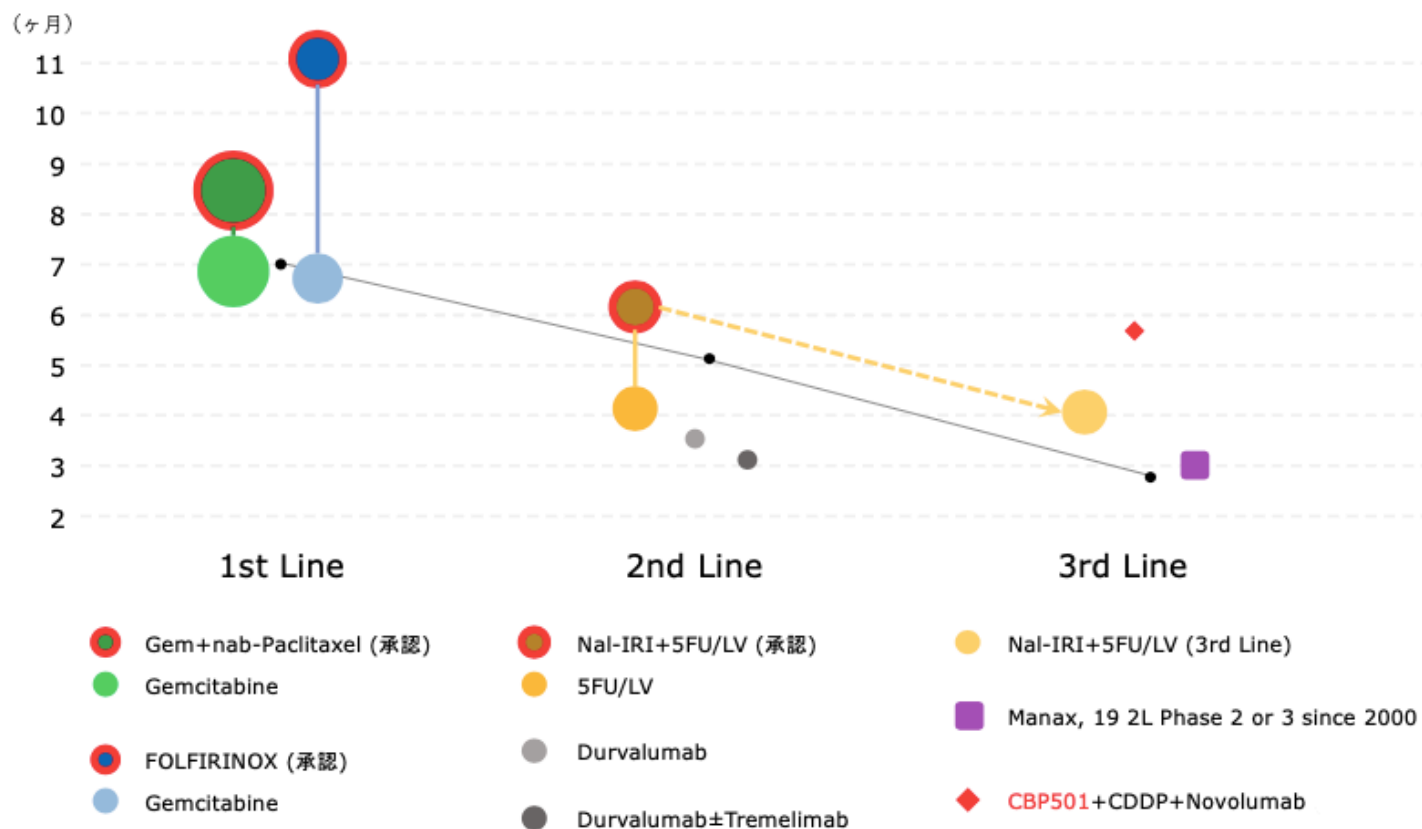 (ヶ月)
11
10
9
8
7
6
5
4
3
2
1st Line
2nd Line
3rd Line
Gem+nab-Paclitaxel (承認)
Gemcitabine
FOLFIRINOX (承認)
Gemcitabine
Nal-IRI+5FU/LV (承認)
5FU/LV
Durvalumab
Durvalumab±Tremelimab
Nal-IRI+5FU/LV (3rd Line)
Manax, 19 2L Phase 2 or 3 since 2000
CBP501+CDDP+Novolumab